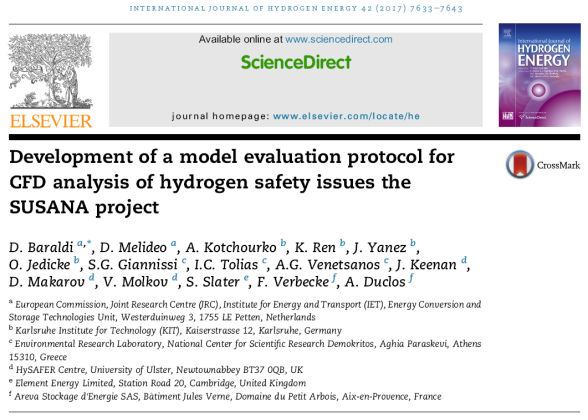 INTERNATIONAL JOURNAL OF HYDROGEN ENERGY 42 (2017) 7633–7643
Available online at www.sciencedirect.com
ScienceDirect
journal homepage: www.elsevier.com/locate/he
ELSEVIER
International Journal of
HYDROGEN
ENERGY
Development of a model evaluation protocol for
CFD analysis of hydrogen safety issues the
SUSANA project
CrossMark
D. Baraldi a,*, D. Melideo a, A. Kotchourko b, K. Ren b, J. Yanez b,
O. Jedicke b, S.G. Giannissi c, I.C. Tolias c, A.G. Venetsanos c, J. Keenan d,
D. Makarov d, V. Molkov d, S. Slater e, F. Verbecke f, A. Duclos f
a European Commission, Joint Research Centre (JRC), Institute for Energy and Transport (IET), Energy Conversion and
Storage Technologies Unit, Westerduinweg 3, 1755 LE Petten, Netherlands
b Karlsruhe Institute for Technology (KIT), Kaiserstrasse 12, Karlsruhe, Germany
c Environmental Research Laboratory, National Center for Scientific Research Demokritos, Aghia Paraskevi, Athens
15310, Greece
d HySAFER Centre, University of Ulster, Newtownabbey BT37 0QB, UK
e Element Energy Limited, Station Road 20, Cambridge, United Kingdom
f Areva Stockage d'Energie SAS, Bâtiment Jules Verne, Domaine du Petit Arbois, Aix-en-Provence, France